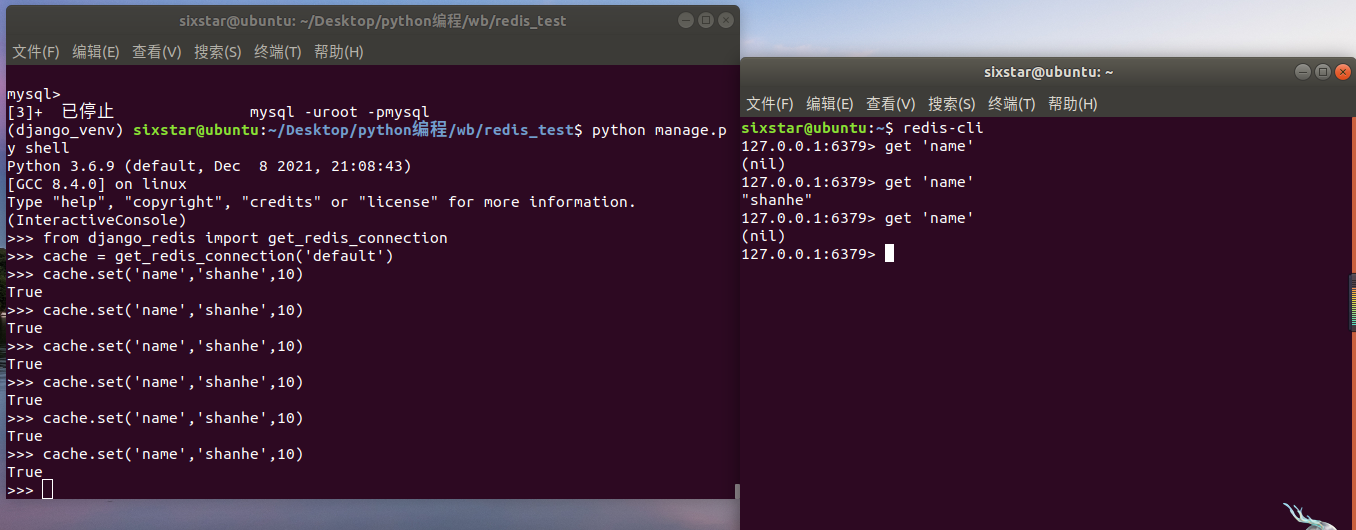 sixstar@ubuntu: ~/Desktop/python编程/wb/redis_test
文件(F) 编辑(E) 查看(V) 搜索(S) 终端(T) 帮助(H)
mysql>
[3]+  已停止               mysql -uroot -pmysql
(django_venv) sixstar@ubuntu:~/Desktop/python编程/wb/redis_test$ python manage.p
y shell
Python 3.6.9 (default, Dec  8 2021, 21:08:43)
[GCC 8.4.0] on linux
Type "help", "copyright", "credits" or "license" for more information.
(InteractiveConsole)
>>> from django_redis import get_redis_connection
>>> cache = get_redis_connection('default')
>>> cache.set('name','shanhe',10)
True
>>> cache.set('name','shanhe',10)
True
>>> cache.set('name','shanhe',10)
True
>>> cache.set('name','shanhe',10)
True
>>> cache.set('name','shanhe',10)
True
>>> cache.set('name','shanhe',10)
True
>>>
sixstar@ubuntu: ~
文件(F) 编辑(E) 查看(V) 搜索(S) 终端(T) 帮助(H)
sixstar@ubuntu:~$ redis-cli
127.0.0.1:6379> get 'name'
(nil)
127.0.0.1:6379> get 'name'
"shanhe"
127.0.0.1:6379> get 'name'
(nil)
127.0.0.1:6379>